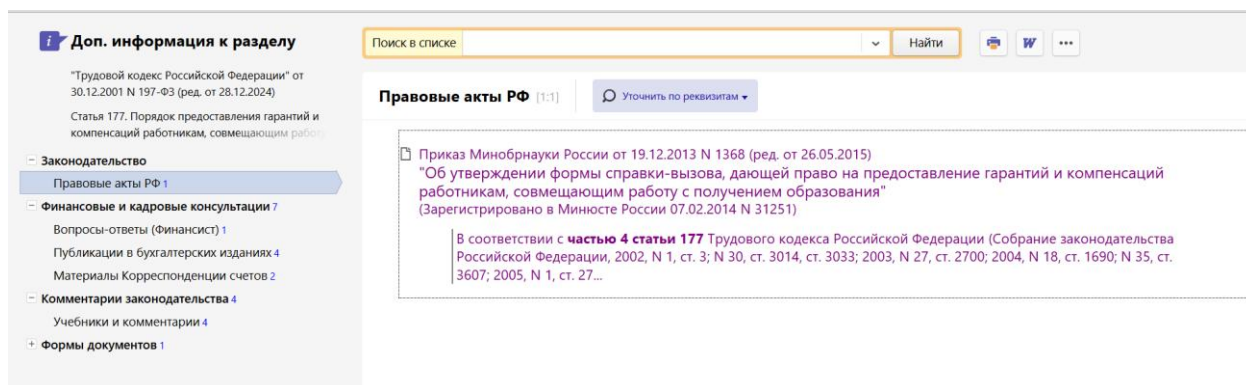 Доп. информация к разделу
"Трудовой кодекс Российской Федерации" от
30.12.2001 N 197-ФЗ (ред. от 28.12.2024)
Статья 177. Порядок предоставления гарантий и
компенсаций работникам, совмещающим работу
Законодательство
Правовые акты РФ 1
Финансовые и кадровые консультации 7
Вопросы-ответы (Финансист) 1
Публикации в бухгалтерских изданиях 4
Материалы Корреспонденции счетов 2
Комментарии законодательства 4
Учебники и комментарии 4
Формы документов 1
Поиск в списке
Найти
W
Правовые акты РФ [1:1]
Уточнить по реквизитам
Приказ Минобрнауки России от 19.12.2013 N 1368 (ред. от 26.05.2015)
"Об утверждении формы справки-вызова, дающей право на предоставление гарантий и компенсаций
работникам, совмещающим работу с получением образования"
(Зарегистрировано в Минюсте России 07.02.2014 N 31251)
В соответствии с частью 4 статьи 177 Трудового кодекса Российской Федерации (Собрание законодательства
Российской Федерации, 2002, N 1, ст. 3; N 30, ст. 3014, ст. 3033; 2003, N 27, ст. 2700; 2004, N 18, ст. 1690; N 35, ст.
3607; 2005, N 1, ст. 27...